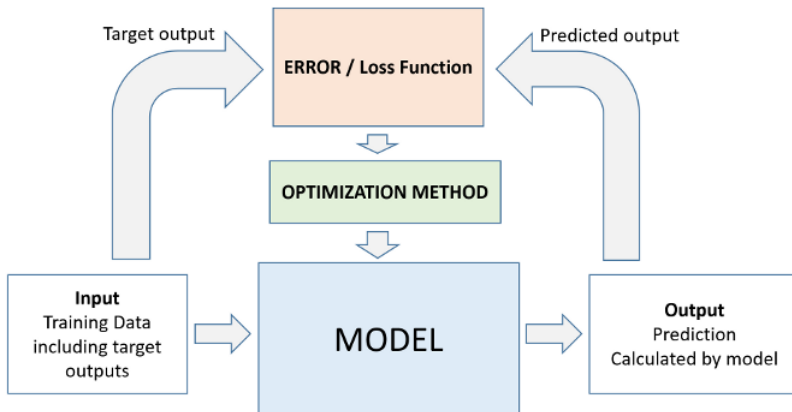 Target output
Predicted output
ERROR / Loss Function
OPTIMIZATION METHOD
Input
Training Data
including target
outputs
MODEL
Output
Prediction
Calculated by model